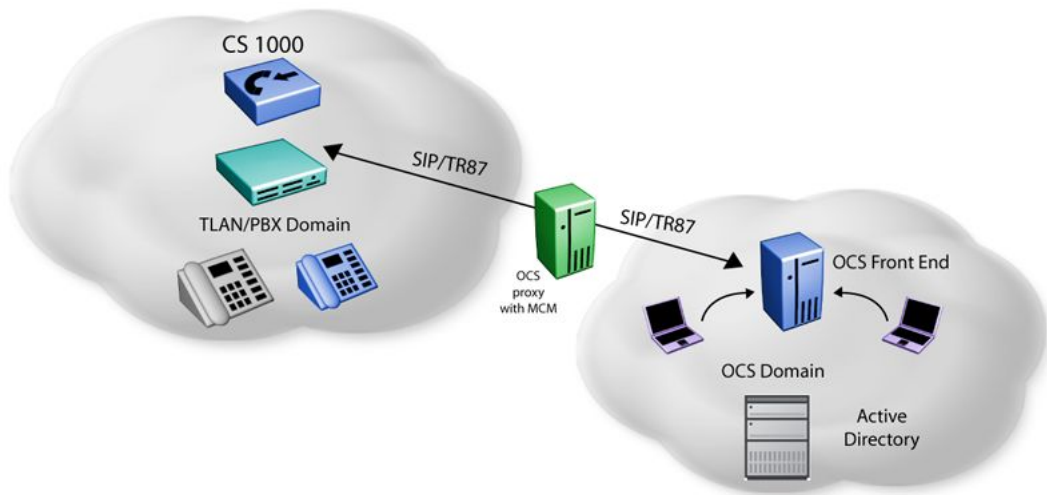 CS 1000
SIP/TR87
TLAN/PBX Domain
SIP/TR87
OCS
proxy
with MCM
OCS Front End
OCS Domain
Active
Directory